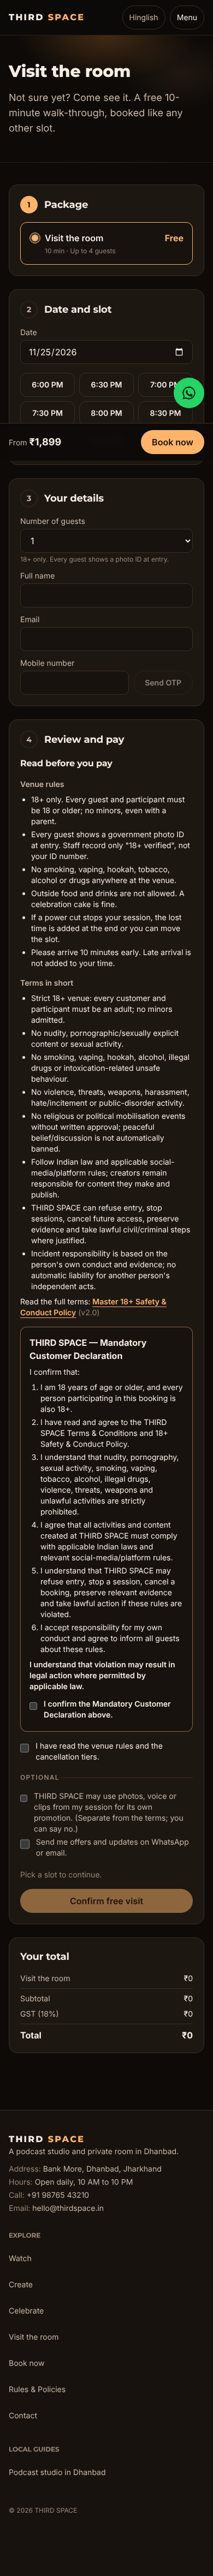 THIRD SPACE
Hinglish
Menu
Visit the room
Not sure yet? Come see it. A free 10-
minute walk-through, booked like any
other slot.
1 Package
Visit the room Free
10 min · Up to 4 guests
2 Date and slot
Date
11/25/2026
6:00 PM 6:30 PM 7:00 PM
7:30 PM 8:00 PM 8:30 PM
From ₹1,899 Book now
3 Your details
Number of guests
1
18+ only. Every guest shows a photo ID at entry.
Full name
Email
Mobile number
Send OTP
4 Review and pay
Read before you pay
Venue rules
• 18+ only. Every guest and participant must
be 18 or older; no minors, even with a
parent.
• Every guest shows a government photo ID
at entry. Staff record only "18+ verified", not
your ID number.
• No smoking, vaping, hookah, tobacco,
alcohol or drugs anywhere at the venue.
• Outside food and drinks are not allowed. A
celebration cake is fine.
• If a power cut stops your session, the lost
time is added at the end or you can move
the slot.
• Please arrive 10 minutes early. Late arrival is
not added to your time.
Terms in short
• Strict 18+ venue: every customer and
participant must be an adult; no minors
admitted.
• No nudity, pornographic/sexually explicit
content or sexual activity.
• No smoking, vaping, hookah, alcohol, illegal
drugs or intoxication-related unsafe
behaviour.
• No violence, threats, weapons, harassment,
hate/incitement or public-disorder activity.
• No religious or political mobilisation events
without written approval; peaceful
belief/discussion is not automatically
banned.
• Follow Indian law and applicable social-
media/platform rules; creators remain
responsible for content they make and
publish.
• THIRD SPACE can refuse entry, stop
sessions, cancel future access, preserve
evidence and take lawful civil/criminal steps
where justified.
• Incident responsibility is based on the
person's own conduct and evidence; no
automatic liability for another person's
independent acts.
Read the full terms: Master 18+ Safety &
Conduct Policy (v2.0)
THIRD SPACE — Mandatory
Customer Declaration
I confirm that:
1. I am 18 years of age or older, and every
person participating in this booking is
also 18+.
2. I have read and agree to the THIRD
SPACE Terms & Conditions and 18+
Safety & Conduct Policy.
3. I understand that nudity, pornography,
sexual activity, smoking, vaping,
tobacco, alcohol, illegal drugs,
violence, threats, weapons and
unlawful activities are strictly
prohibited.
4. I agree that all activities and content
created at THIRD SPACE must comply
with applicable Indian laws and
relevant social-media/platform rules.
5. I understand that THIRD SPACE may
refuse entry, stop a session, cancel a
booking, preserve relevant evidence
and take lawful action if these rules are
violated.
6. I accept responsibility for my own
conduct and agree to inform all guests
about these rules.
I understand that violation may result in
legal action where permitted by
applicable law.
I confirm the Mandatory Customer
Declaration above.
I have read the venue rules and the
cancellation tiers.
OPTIONAL
THIRD SPACE may use photos, voice or
clips from my session for its own
promotion. (Separate from the terms; you
can say no.)
Send me offers and updates on WhatsApp
or email.
Pick a slot to continue.
Confirm free visit
Your total
Visit the room ₹0
Subtotal ₹0
GST (18%) ₹0
Total ₹0
THIRD SPACE
A podcast studio and private room in Dhanbad.
Address: Bank More, Dhanbad, Jharkhand
Hours: Open daily, 10 AM to 10 PM
Call: +91 98765 43210
Email: hello@thirdspace.in
EXPLORE
Watch
Create
Celebrate
Visit the room
Book now
Rules & Policies
Contact
LOCAL GUIDES
Podcast studio in Dhanbad
© 2026 THIRD SPACE